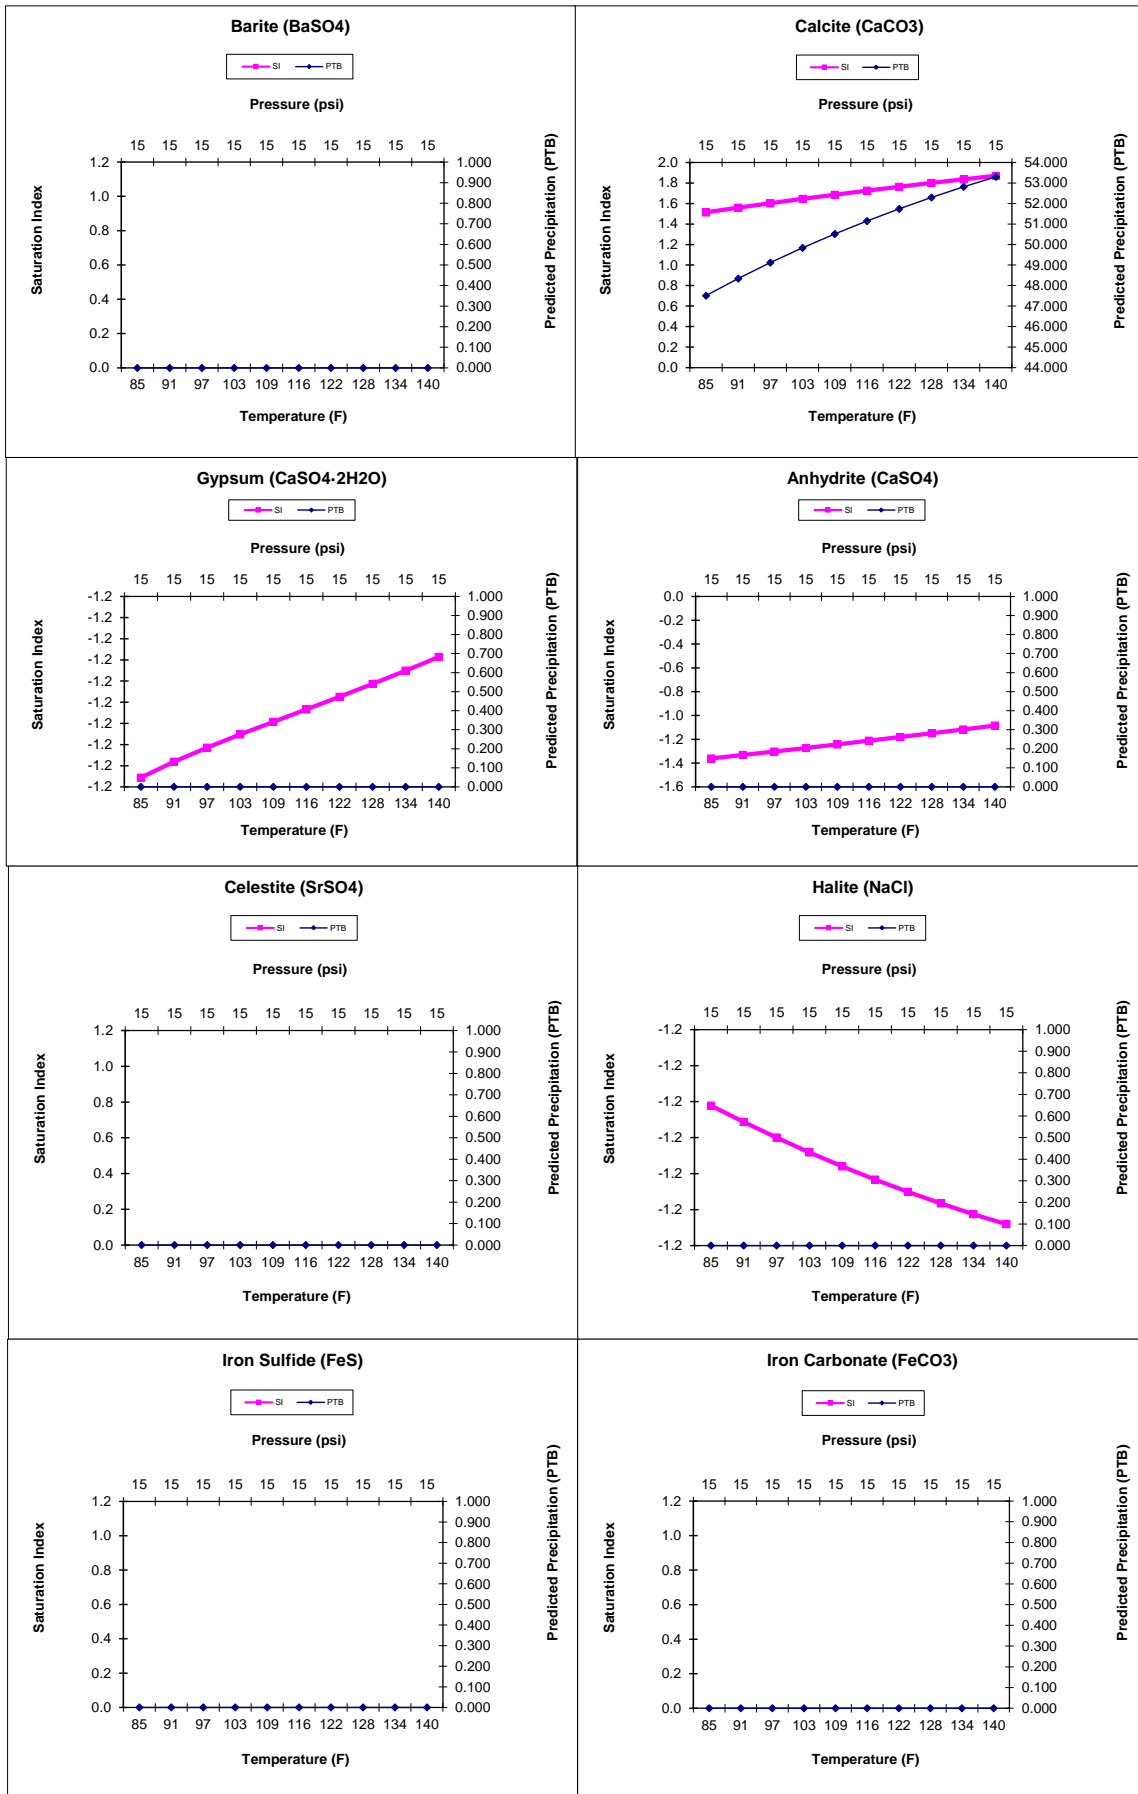 Barite (BaSO4)
SI PTB
Pressure (psi)
15 15 15 15 15 15 15 15 15 15
1.2
1.0
0.8
0.6
0.4
0.2
0.0
Saturation Index
1.000
0.900
0.800
0.700
0.600
0.500
0.400
0.300
0.200
0.100
0.000
Predicted Precipitation (PTB)
85 91 97 103 109 116 122 128 134 140
Temperature (F)
Calcite (CaCO3)
SI PTB
Pressure (psi)
15 15 15 15 15 15 15 15 15 15
2.0
1.8
1.6
1.4
1.2
1.0
0.8
0.6
0.4
0.2
0.0
Saturation Index
54.000
53.000
52.000
51.000
50.000
49.000
48.000
47.000
46.000
45.000
44.000
Predicted Precipitation (PTB)
85 91 97 103 109 116 122 128 134 140
Temperature (F)
Gypsum (CaSO4·2H2O)
SI PTB
Pressure (psi)
15 15 15 15 15 15 15 15 15 15
-1.2
-1.2
-1.2
-1.2
-1.2
-1.2
-1.2
-1.2
-1.2
-1.2
Saturation Index
1.000
0.900
0.800
0.700
0.600
0.500
0.400
0.300
0.200
0.100
0.000
Predicted Precipitation (PTB)
85 91 97 103 109 116 122 128 134 140
Temperature (F)
Anhydrite (CaSO4)
SI PTB
Pressure (psi)
15 15 15 15 15 15 15 15 15 15
0.0
-0.2
-0.4
-0.6
-0.8
-1.0
-1.2
-1.4
-1.6
Saturation Index
1.000
0.900
0.800
0.700
0.600
0.500
0.400
0.300
0.200
0.100
0.000
Predicted Precipitation (PTB)
85 91 97 103 109 116 122 128 134 140
Temperature (F)
Celestite (SrSO4)
SI PTB
Pressure (psi)
15 15 15 15 15 15 15 15 15 15
1.2
1.0
0.8
0.6
0.4
0.2
0.0
Saturation Index
1.000
0.900
0.800
0.700
0.600
0.500
0.400
0.300
0.200
0.100
0.000
Predicted Precipitation (PTB)
85 91 97 103 109 116 122 128 134 140
Temperature (F)
Halite (NaCl)
SI PTB
Pressure (psi)
15 15 15 15 15 15 15 15 15 15
-1.2
-1.2
-1.2
-1.2
-1.2
-1.2
-1.2
Saturation Index
1.000
0.900
0.800
0.700
0.600
0.500
0.400
0.300
0.200
0.100
0.000
Predicted Precipitation (PTB)
85 91 97 103 109 116 122 128 134 140
Temperature (F)
Iron Sulfide (FeS)
SI PTB
Pressure (psi)
15 15 15 15 15 15 15 15 15 15
1.2
1.0
0.8
0.6
0.4
0.2
0.0
Saturation Index
1.000
0.900
0.800
0.700
0.600
0.500
0.400
0.300
0.200
0.100
0.000
Predicted Precipitation (PTB)
85 91 97 103 109 116 122 128 134 140
Temperature (F)
Iron Carbonate (FeCO3)
SI PTB
Pressure (psi)
15 15 15 15 15 15 15 15 15 15
1.2
1.0
0.8
0.6
0.4
0.2
0.0
Saturation Index
1.000
0.900
0.800
0.700
0.600
0.500
0.400
0.300
0.200
0.100
0.000
Predicted Precipitation (PTB)
85 91 97 103 109 116 122 128 134 140
Temperature (F)